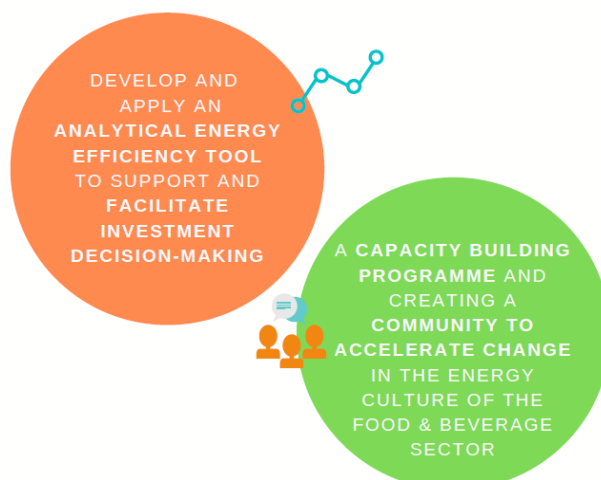 DEVELOP AND
APPLY AN
ANALYTICAL ENERGY
EFFICIENCY TOOL
TO SUPPORT AND
FACILITATE
INVESTMENT
DECISION-MAKING
A CAPACITY BUILDING
PROGRAMME AND
CREATING A
COMMUNITY TO
ACCELERATE CHANGE
IN THE ENERGY
CULTURE OF THE
FOOD & BEVERAGE
SECTOR